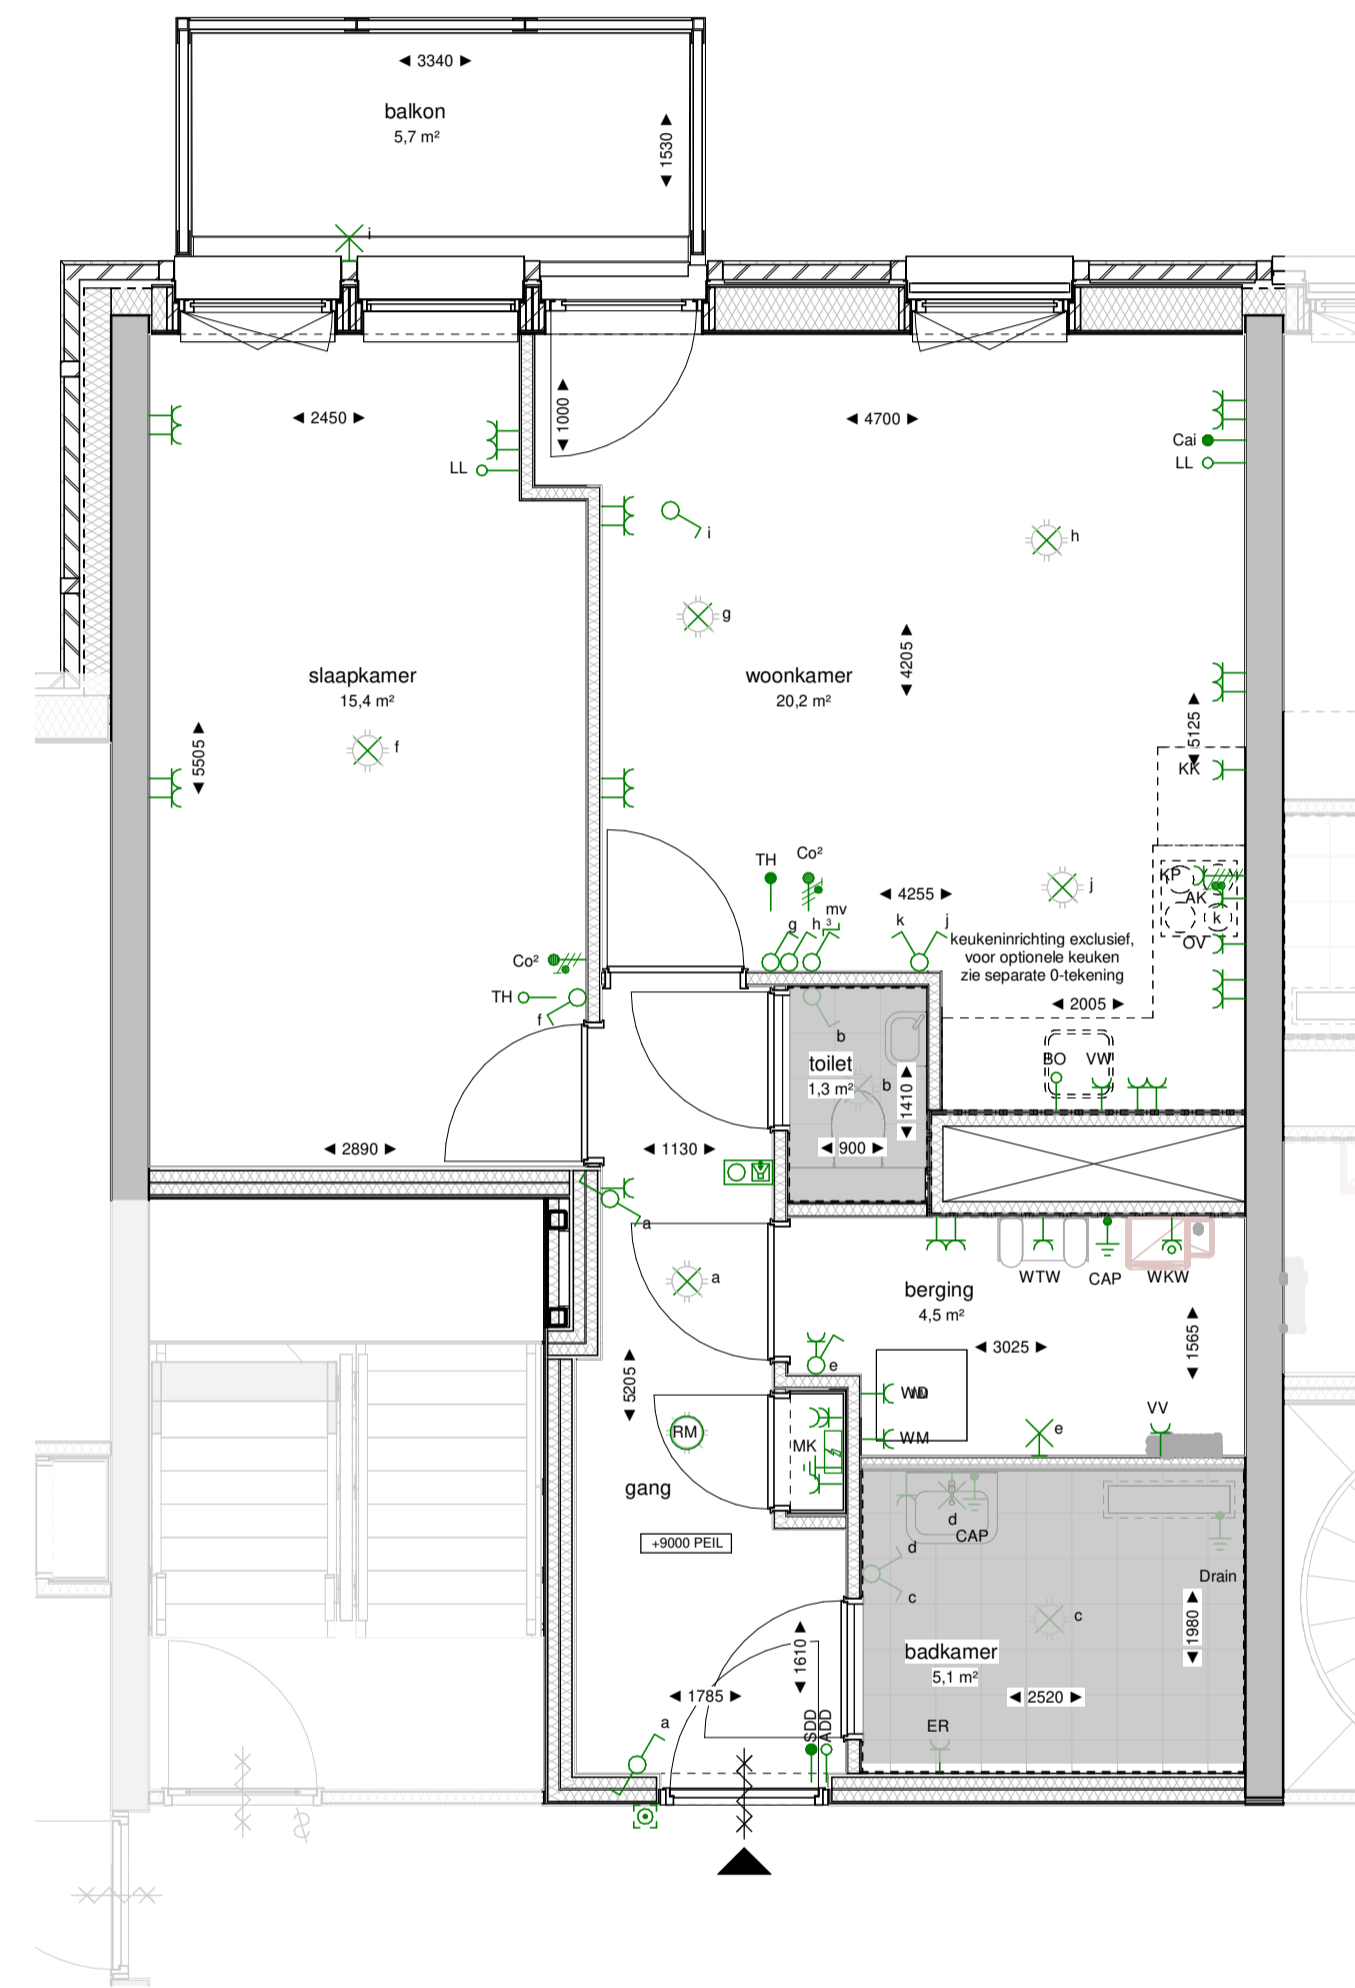 3340
balkon
5,7 m²
1530
i
2450
1000
4700
Cai
LL
LL
i
h
g
slaapkamer
15,4 m²
woonkamer
20,2 m²
4205
5505
f
5125
KK
TH
Co²
KP
j
4255
AK
mv
3
g
h
k
j
k
keukeninrichting exclusief,
voor optionele keuken
zie separate 0-tekening
OV
Co²
TH
f
2005
b
toilet
1,3 m²
b
1410
BO
VW
2890
1130
900
a
a
WTW
CAP
WKW
berging
4,5 m²
3025
1565
e
5205
WM
VV
e
RM
MK
gang
d
CAP
+9000 PEIL
d
c
Drain
c
1980
badkamer
5,1 m²
1610
1785
2520
a
SDD
ADD
ER